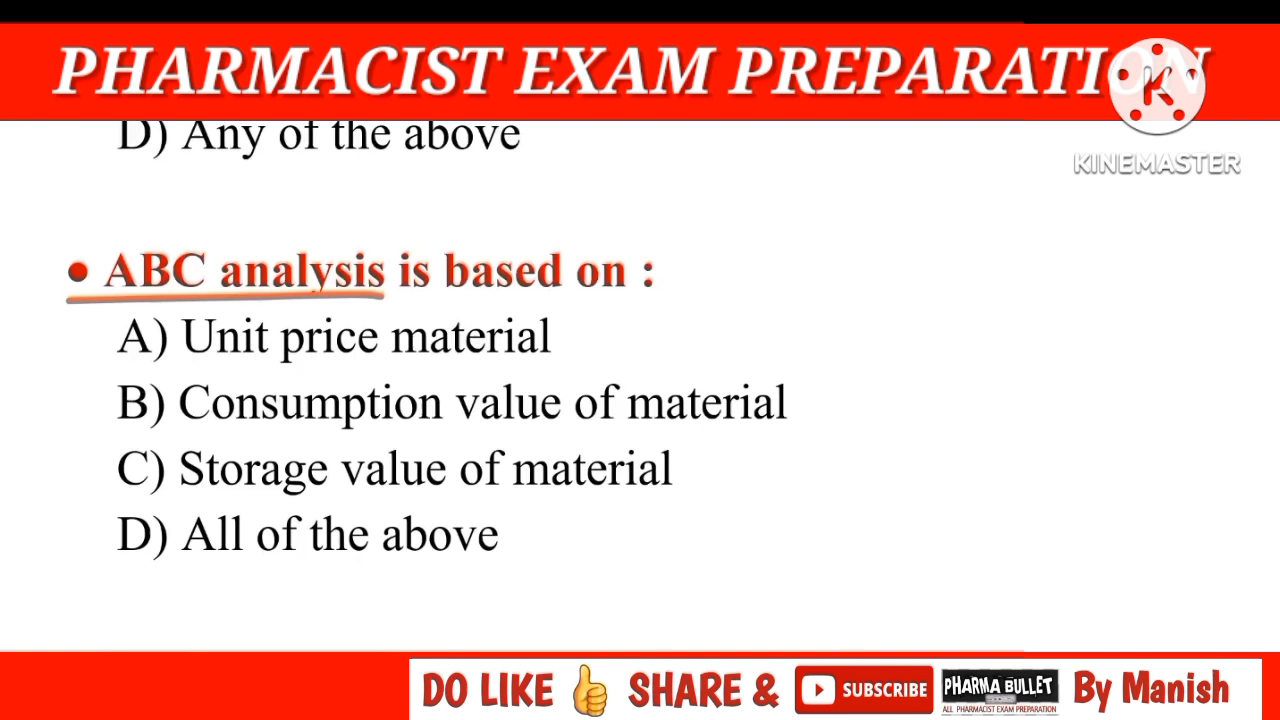 PHARMACIST EXAM PREPARATION
KINEMASTER
D) Any of the above
• ABC analysis is based on :
A) Unit price material
B) Consumption value of material
C) Storage value of material
D) All of the above
DO LIKE 👍 SHARE & SUBSCRIBE PHARMA BULLET By Manish
ALL PHARMACIST EXAM PREPARATION